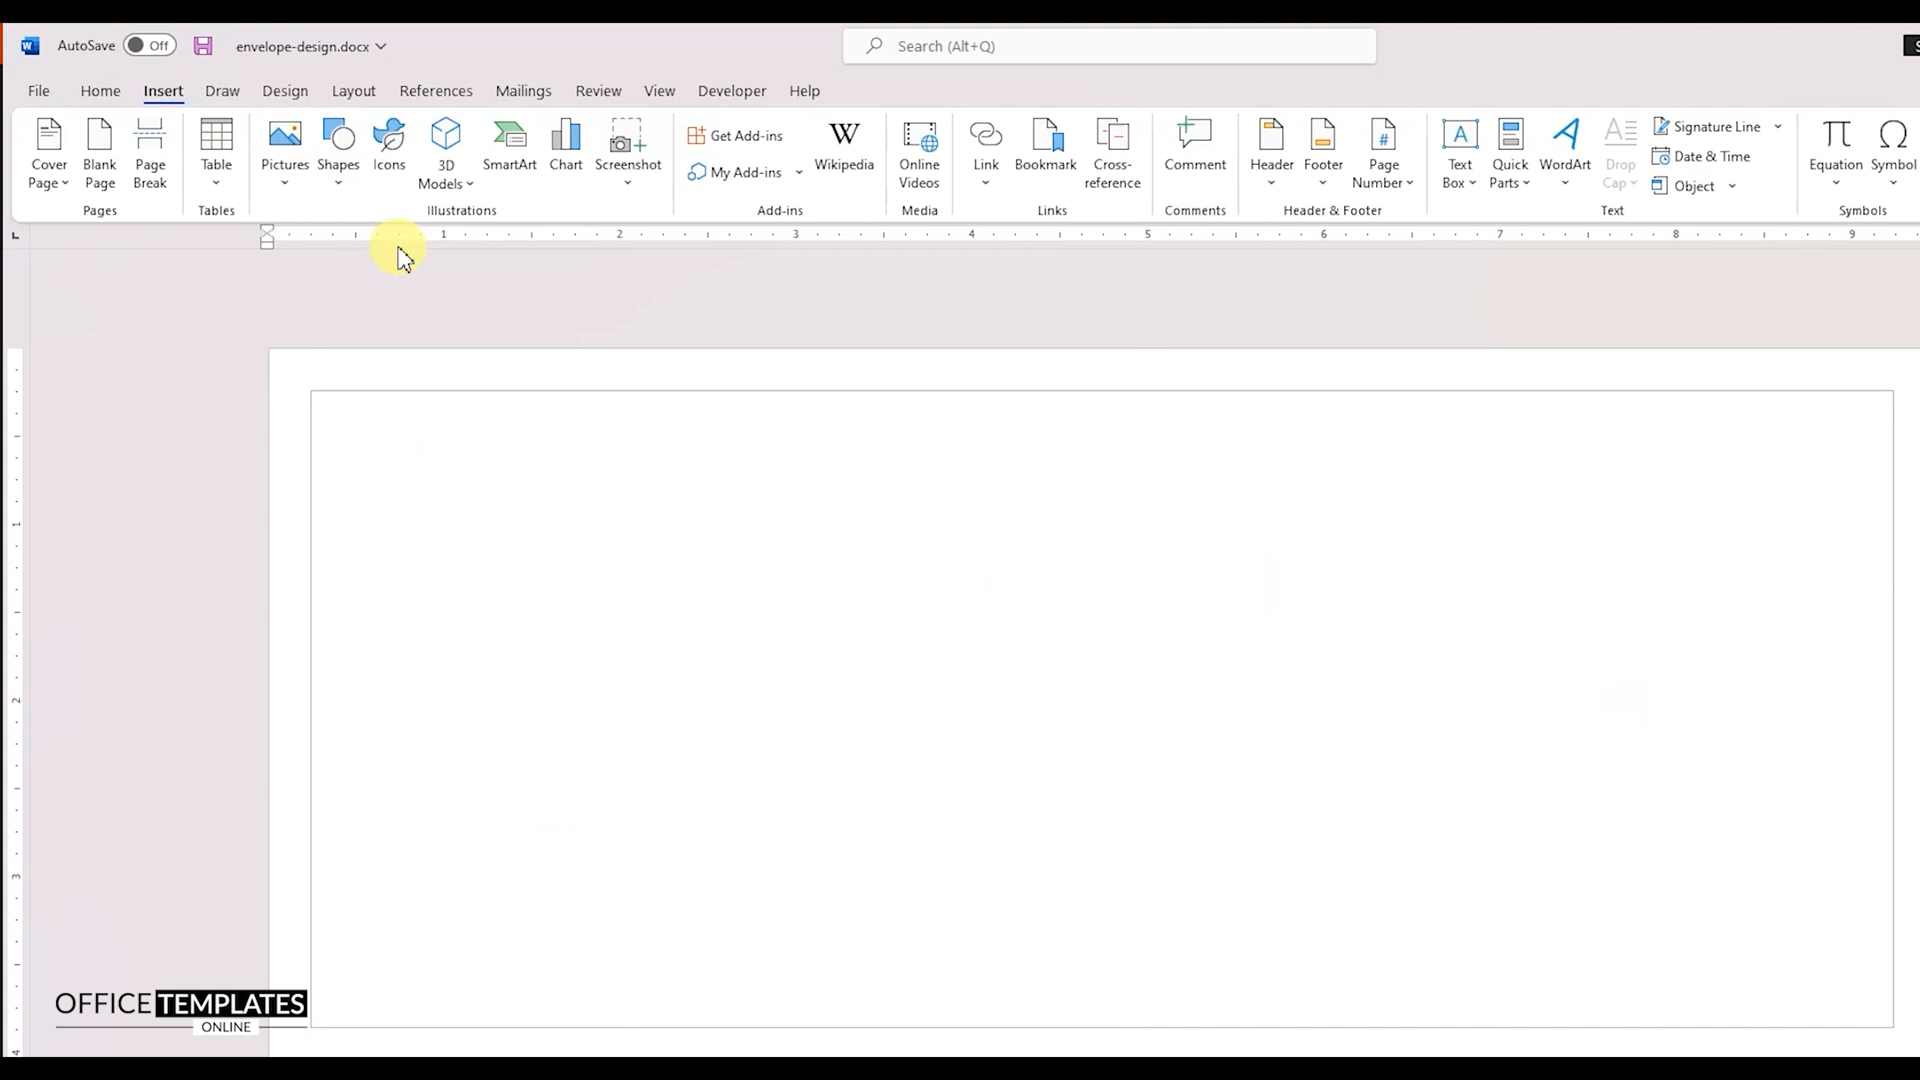 AutoSave Off envelope-design.docx Search (Alt+Q)
File Home Insert Draw Design Layout References Mailings Review View Developer Help
Cover Page Blank Page Page Break
Pages
Table
Tables
Pictures Shapes Icons 3D Models SmartArt Chart Screenshot
Illustrations
Get Add-ins
My Add-ins
Wikipedia
Add-ins
Online Videos
Media
Link Bookmark Cross-reference
Links
Comment
Comments
Header Footer Page Number
Header & Footer
Text Box Quick Parts WordArt Drop Cap
Signature Line
Date & Time
Object
Text
Equation Symbol
Symbols
1 2 3 4 5 6 7 8 9
1
2
3
4
OFFICE TEMPLATES
ONLINE